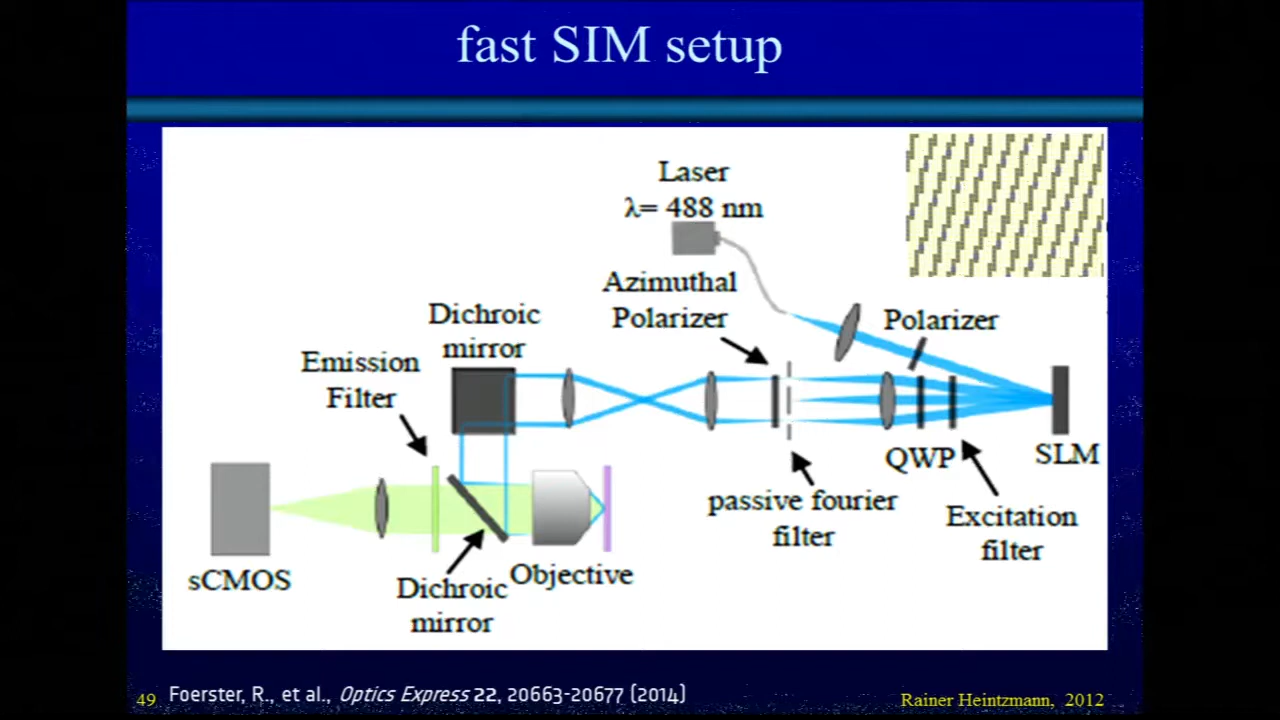 fast SIM setup
Laser
λ= 488 nm
Azimuthal
Polarizer
Polarizer
Dichroic
mirror
Emission
Filter
QWP
SLM
passive fourier
filter
Excitation
filter
sCMOS
Dichroic
mirror
Objective
49 Foerster, R., et al., Optics Express 22, 20663-20677 (2014)
Rainer Heintzmann, 2012